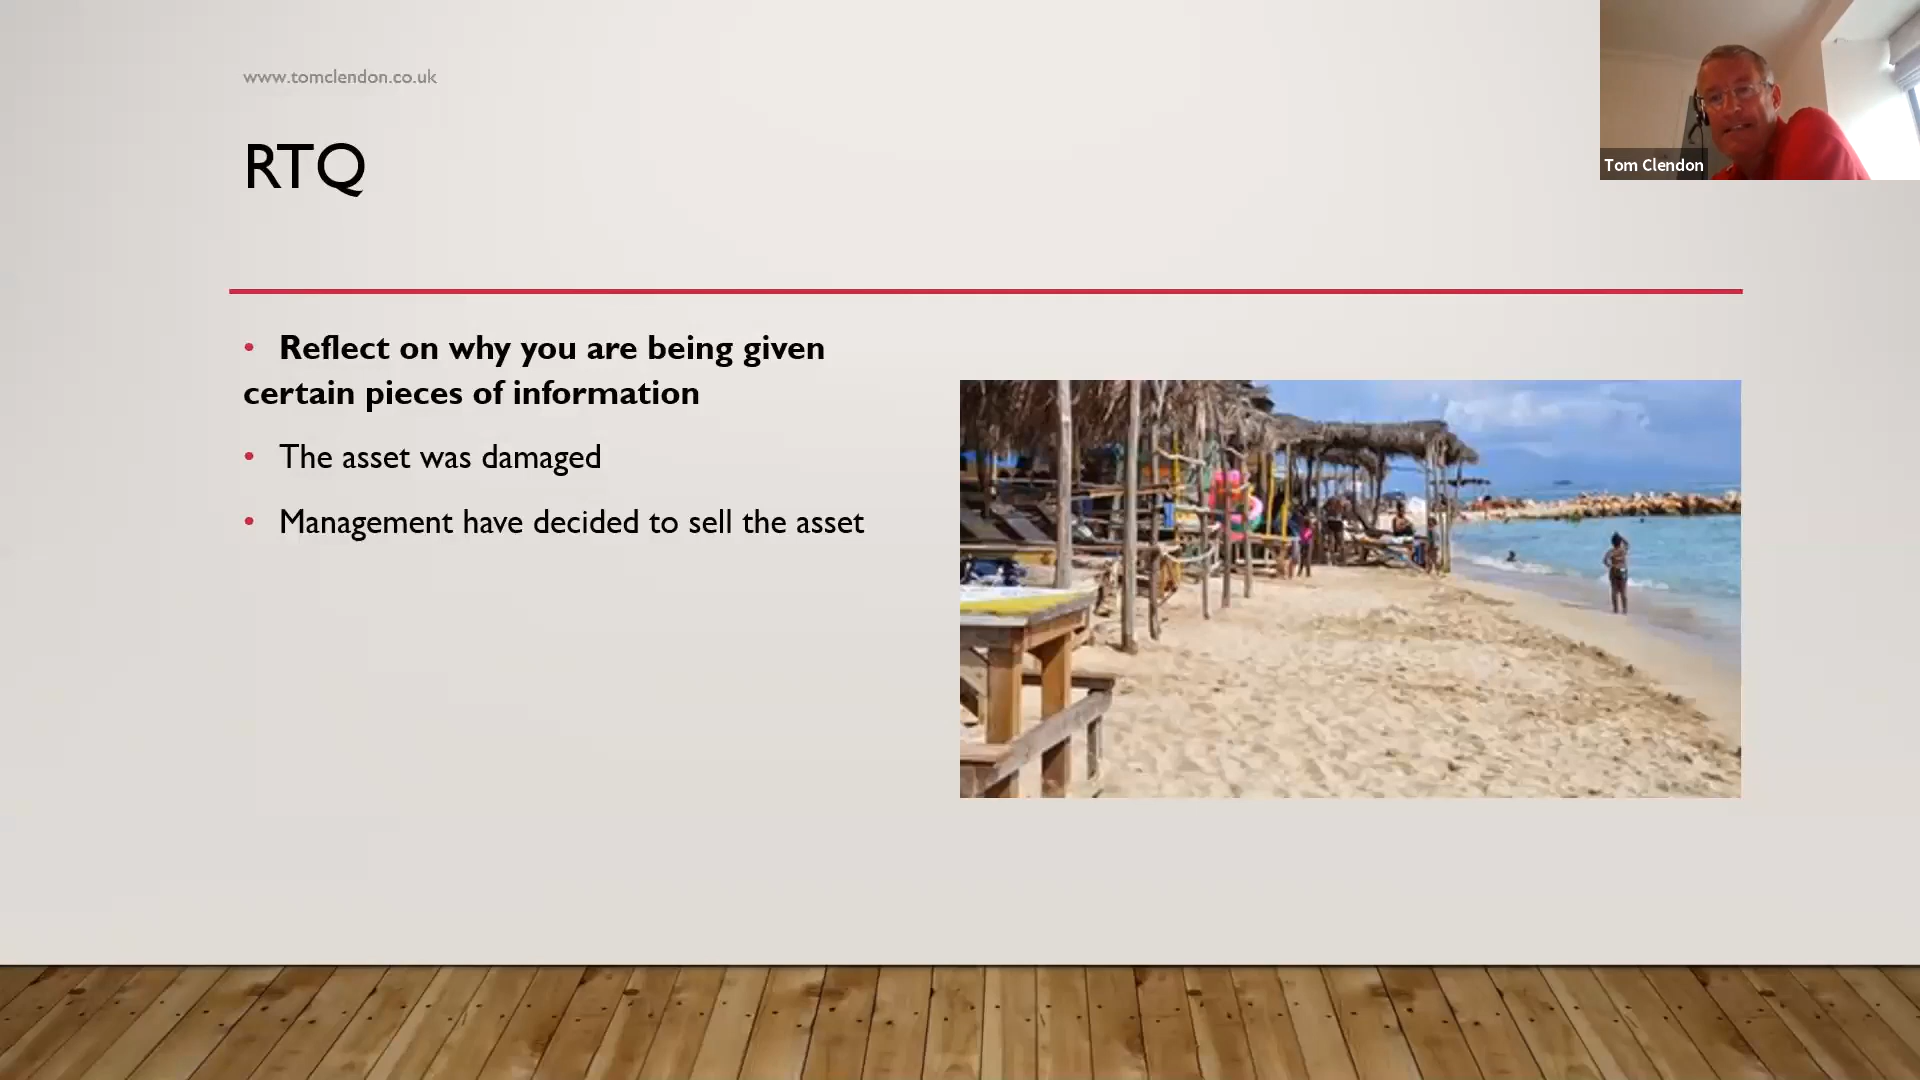 www.tomclendon.co.uk
RTQ
• Reflect on why you are being given
certain pieces of information
• The asset was damaged
• Management have decided to sell the asset
Tom Clendon